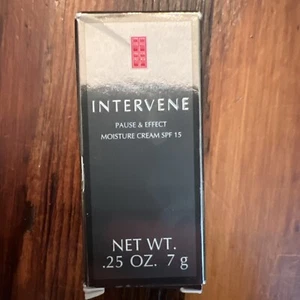 INTERVENE
PAUSE & EFFECT
MOISTURE CREAM SPF 15
NET WT.
.25 OZ. 7 g